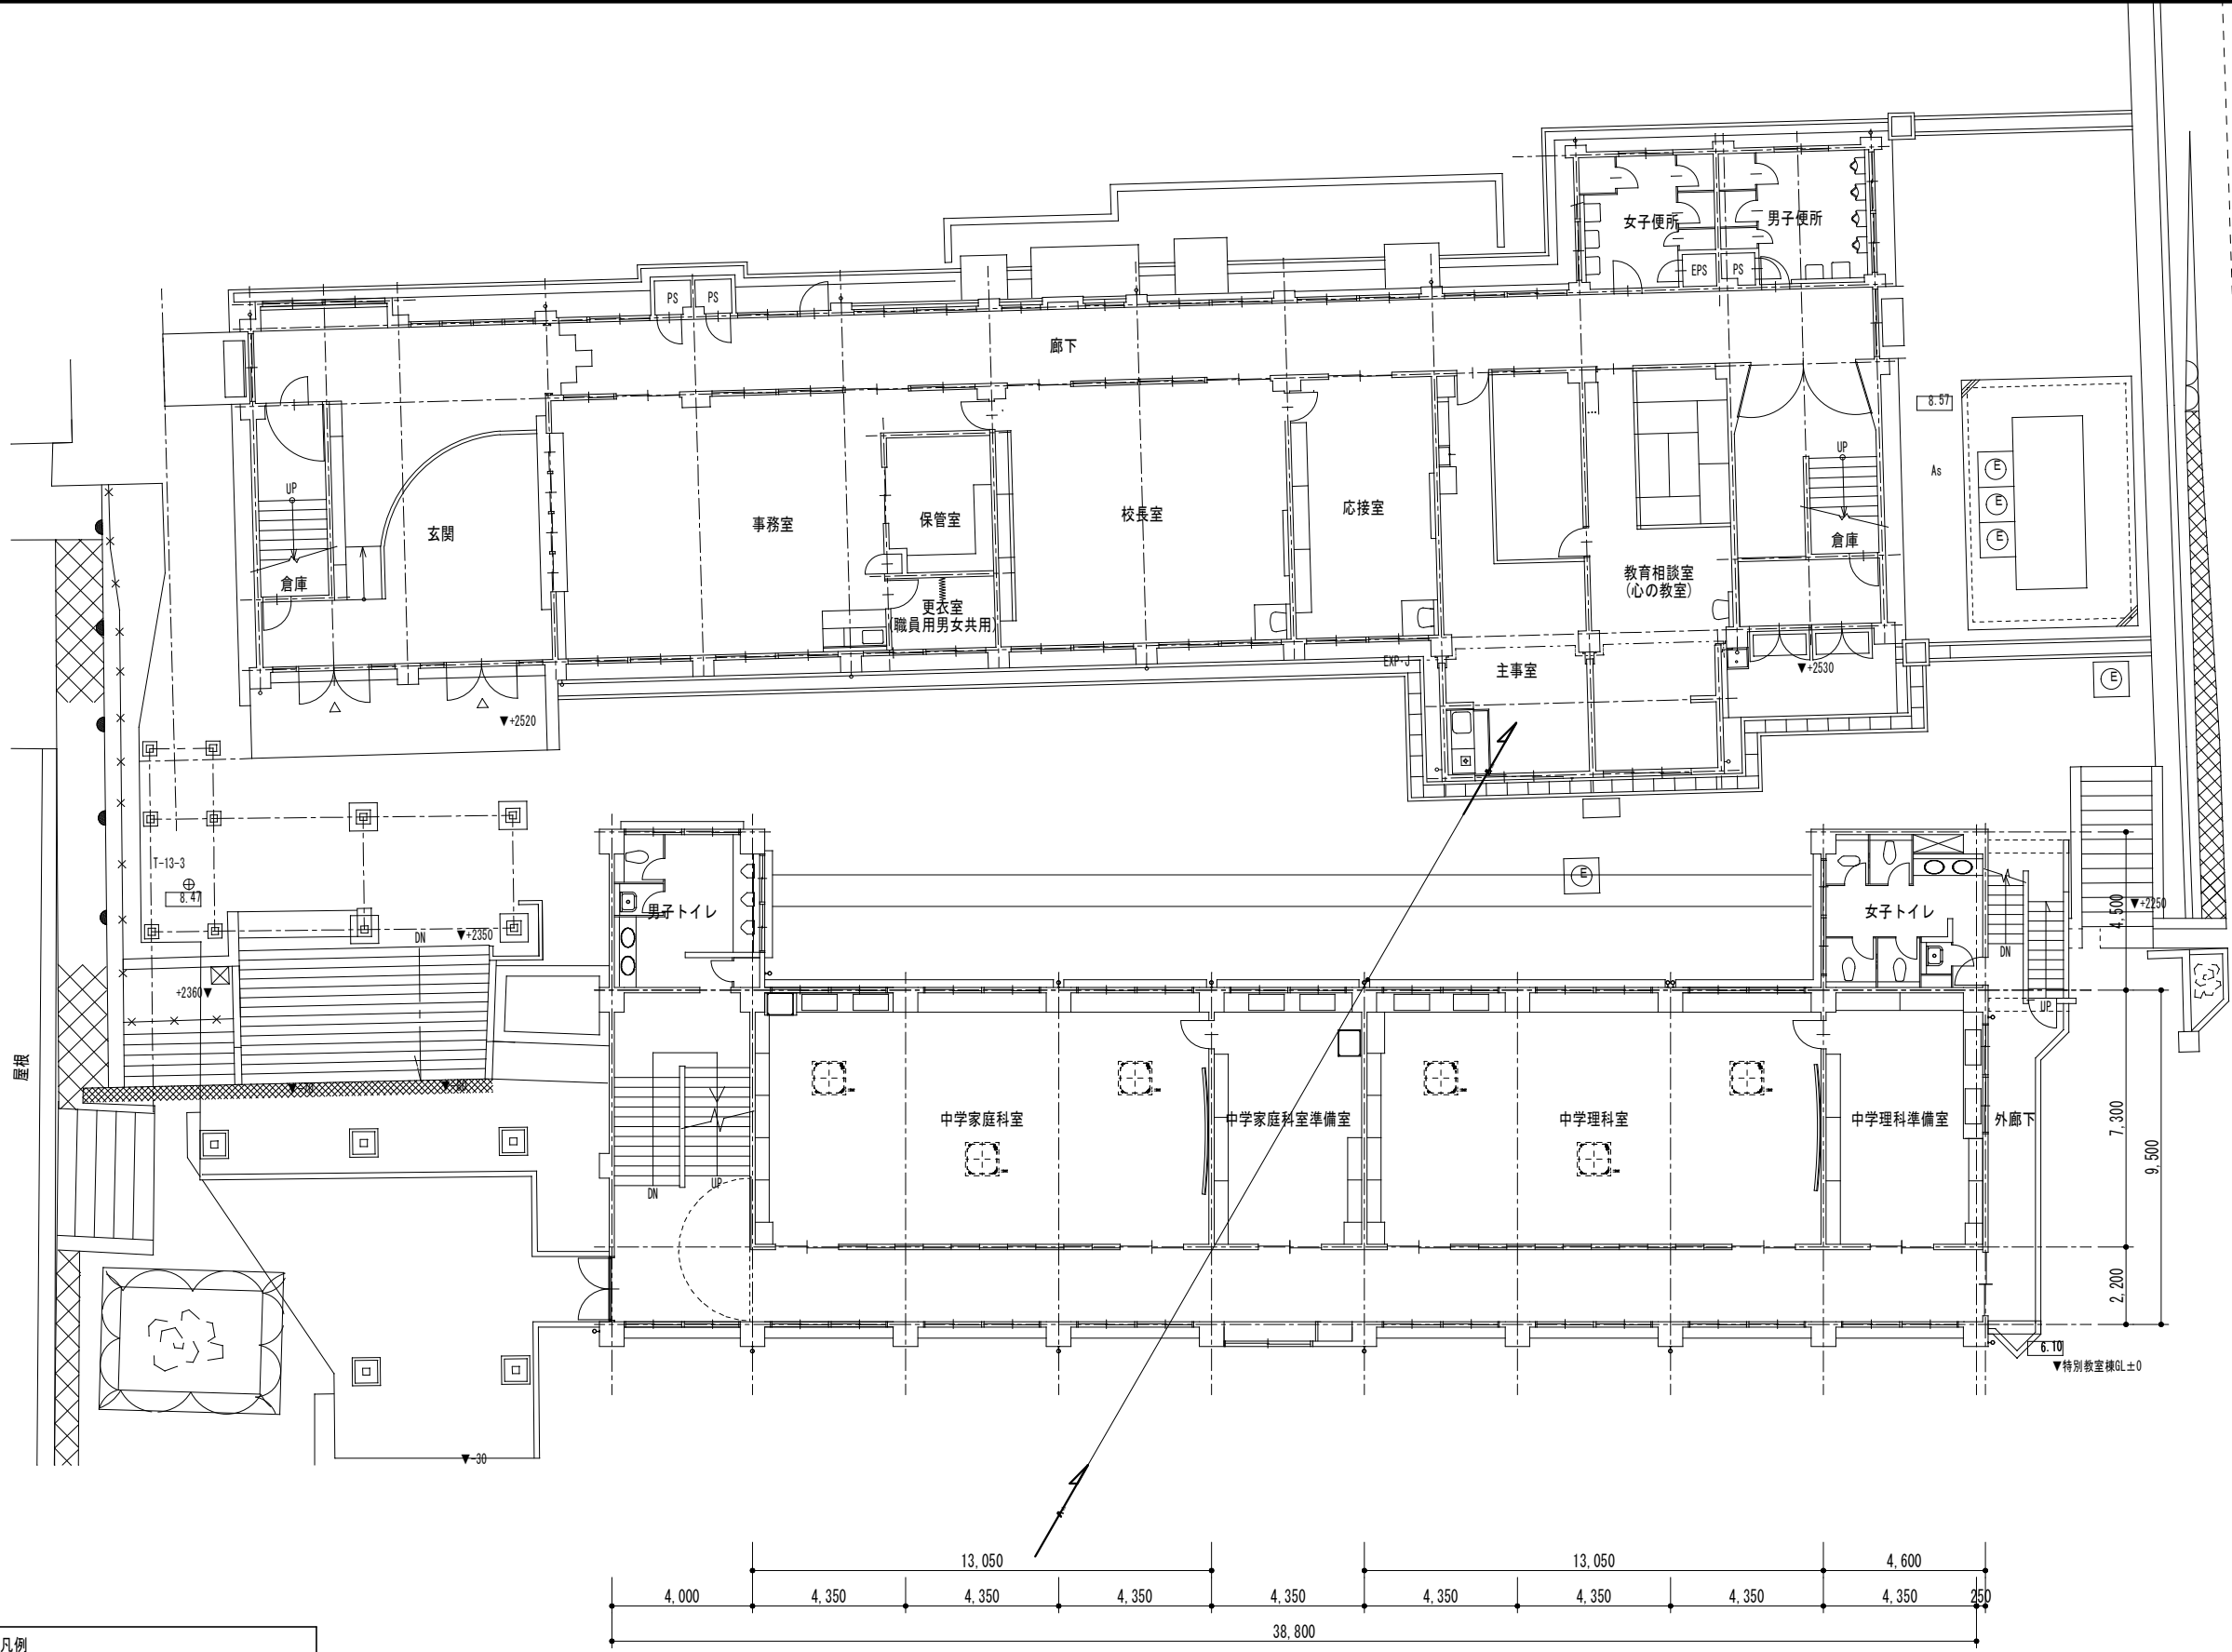 女子便所
男子便所
EPS
PS
PS
PS
廊下
8.57
UP
UP
As
E
E
E
玄関
事務室
保管室
校長室
応接室
倉庫
倉庫
教育相談室
(心の教室)
更衣室
(職員用男女共用)
EXP-J
主事室
▼+2530
E
▼+2520
T-13-3
8.47
E
男子トイレ
女子トイレ
4,500
▼+2250
DN
▼+2350
DN
+2360▼
UP
屋根
▼-70
▼-80
中学家庭科室
中学家庭科室準備室
中学理科室
中学理科準備室
外廊下
7,300
9,500
DN
UP
2,200
6.10
▼特別教室棟GL±0
▼-30
13,050
13,050
4,600
4,000
4,350
4,350
4,350
4,350
4,350
4,350
4,350
4,350
250
38,800
凡例